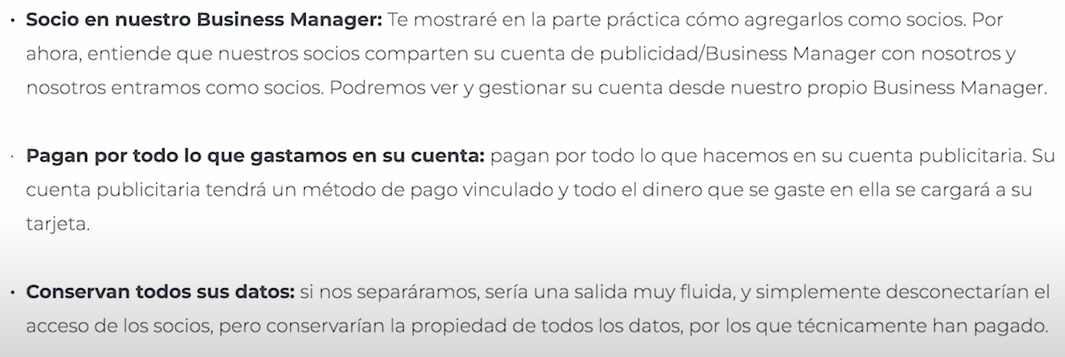 • Socio en nuestro Business Manager: Te mostraré en la parte práctica cómo agregarlos como socios. Por
ahora, entiende que nuestros socios comparten su cuenta de publicidad/Business Manager con nosotros y
nosotros entramos como socios. Podremos ver y gestionar su cuenta desde nuestro propio Business Manager.
· Pagan por todo lo que gastamos en su cuenta: pagan por todo lo que hacemos en su cuenta publicitaria. Su
cuenta publicitaria tendrá un método de pago vinculado y todo el dinero que se gaste en ella se cargará a su
tarjeta.
• Conservan todos sus datos: si nos separáramos, sería una salida muy fluida, y simplemente desconectarían el
acceso de los socios, pero conservarían la propiedad de todos los datos, por los que técnicamente han pagado.